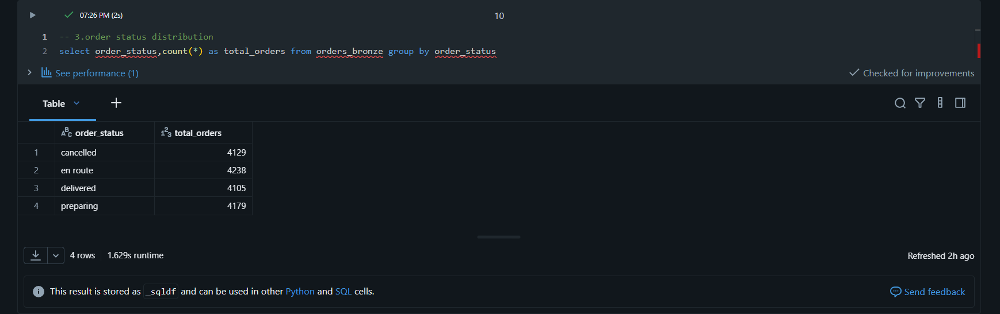 07:26 PM (2s)
10
1 -- 3.order status distribution
2 select order_status,count(*) as total_orders from orders_bronze group by order_status
See performance (1)
Checked for improvements
Table
order_status total_orders
1 cancelled 4129
2 en route 4238
3 delivered 4105
4 preparing 4179
4 rows 1.629s runtime
Refreshed 2h ago
This result is stored as _sqldf and can be used in other Python and SQL cells.
Send feedback